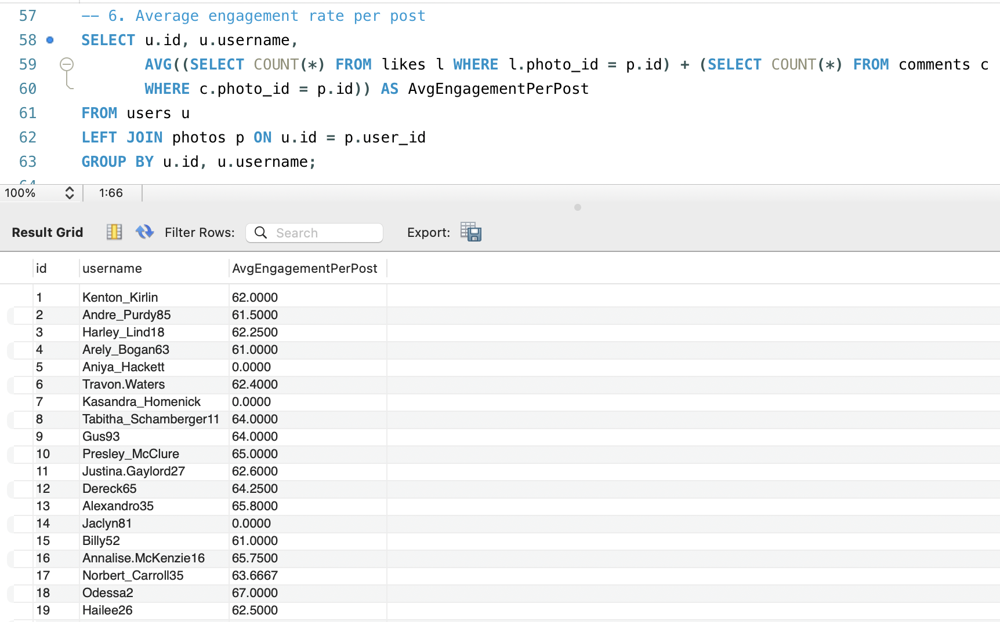 57 -- 6. Average engagement rate per post
58 SELECT u.id, u.username,
59 AVG((SELECT COUNT(*) FROM likes l WHERE l.photo_id = p.id) + (SELECT COUNT(*) FROM comments c
60 WHERE c.photo_id = p.id)) AS AvgEngagementPerPost
61 FROM users u
62 LEFT JOIN photos p ON u.id = p.user_id
63 GROUP BY u.id, u.username;
64
100% 1:66
Result Grid Filter Rows: Search Export:
id username AvgEngagementPerPost
1 Kenton_Kirlin 62.0000
2 Andre_Purdy85 61.5000
3 Harley_Lind18 62.2500
4 Arely_Bogan63 61.0000
5 Aniya_Hackett 0.0000
6 Travon.Waters 62.4000
7 Kasandra_Homenick 0.0000
8 Tabitha_Schamberger11 64.0000
9 Gus93 64.0000
10 Presley_McClure 65.0000
11 Justina.Gaylord27 62.6000
12 Dereck65 64.2500
13 Alexandro35 65.8000
14 Jaclyn81 0.0000
15 Billy52 61.0000
16 Annalise.McKenzie16 65.7500
17 Norbert_Carroll35 63.6667
18 Odessa2 67.0000
19 Hailee26 62.5000